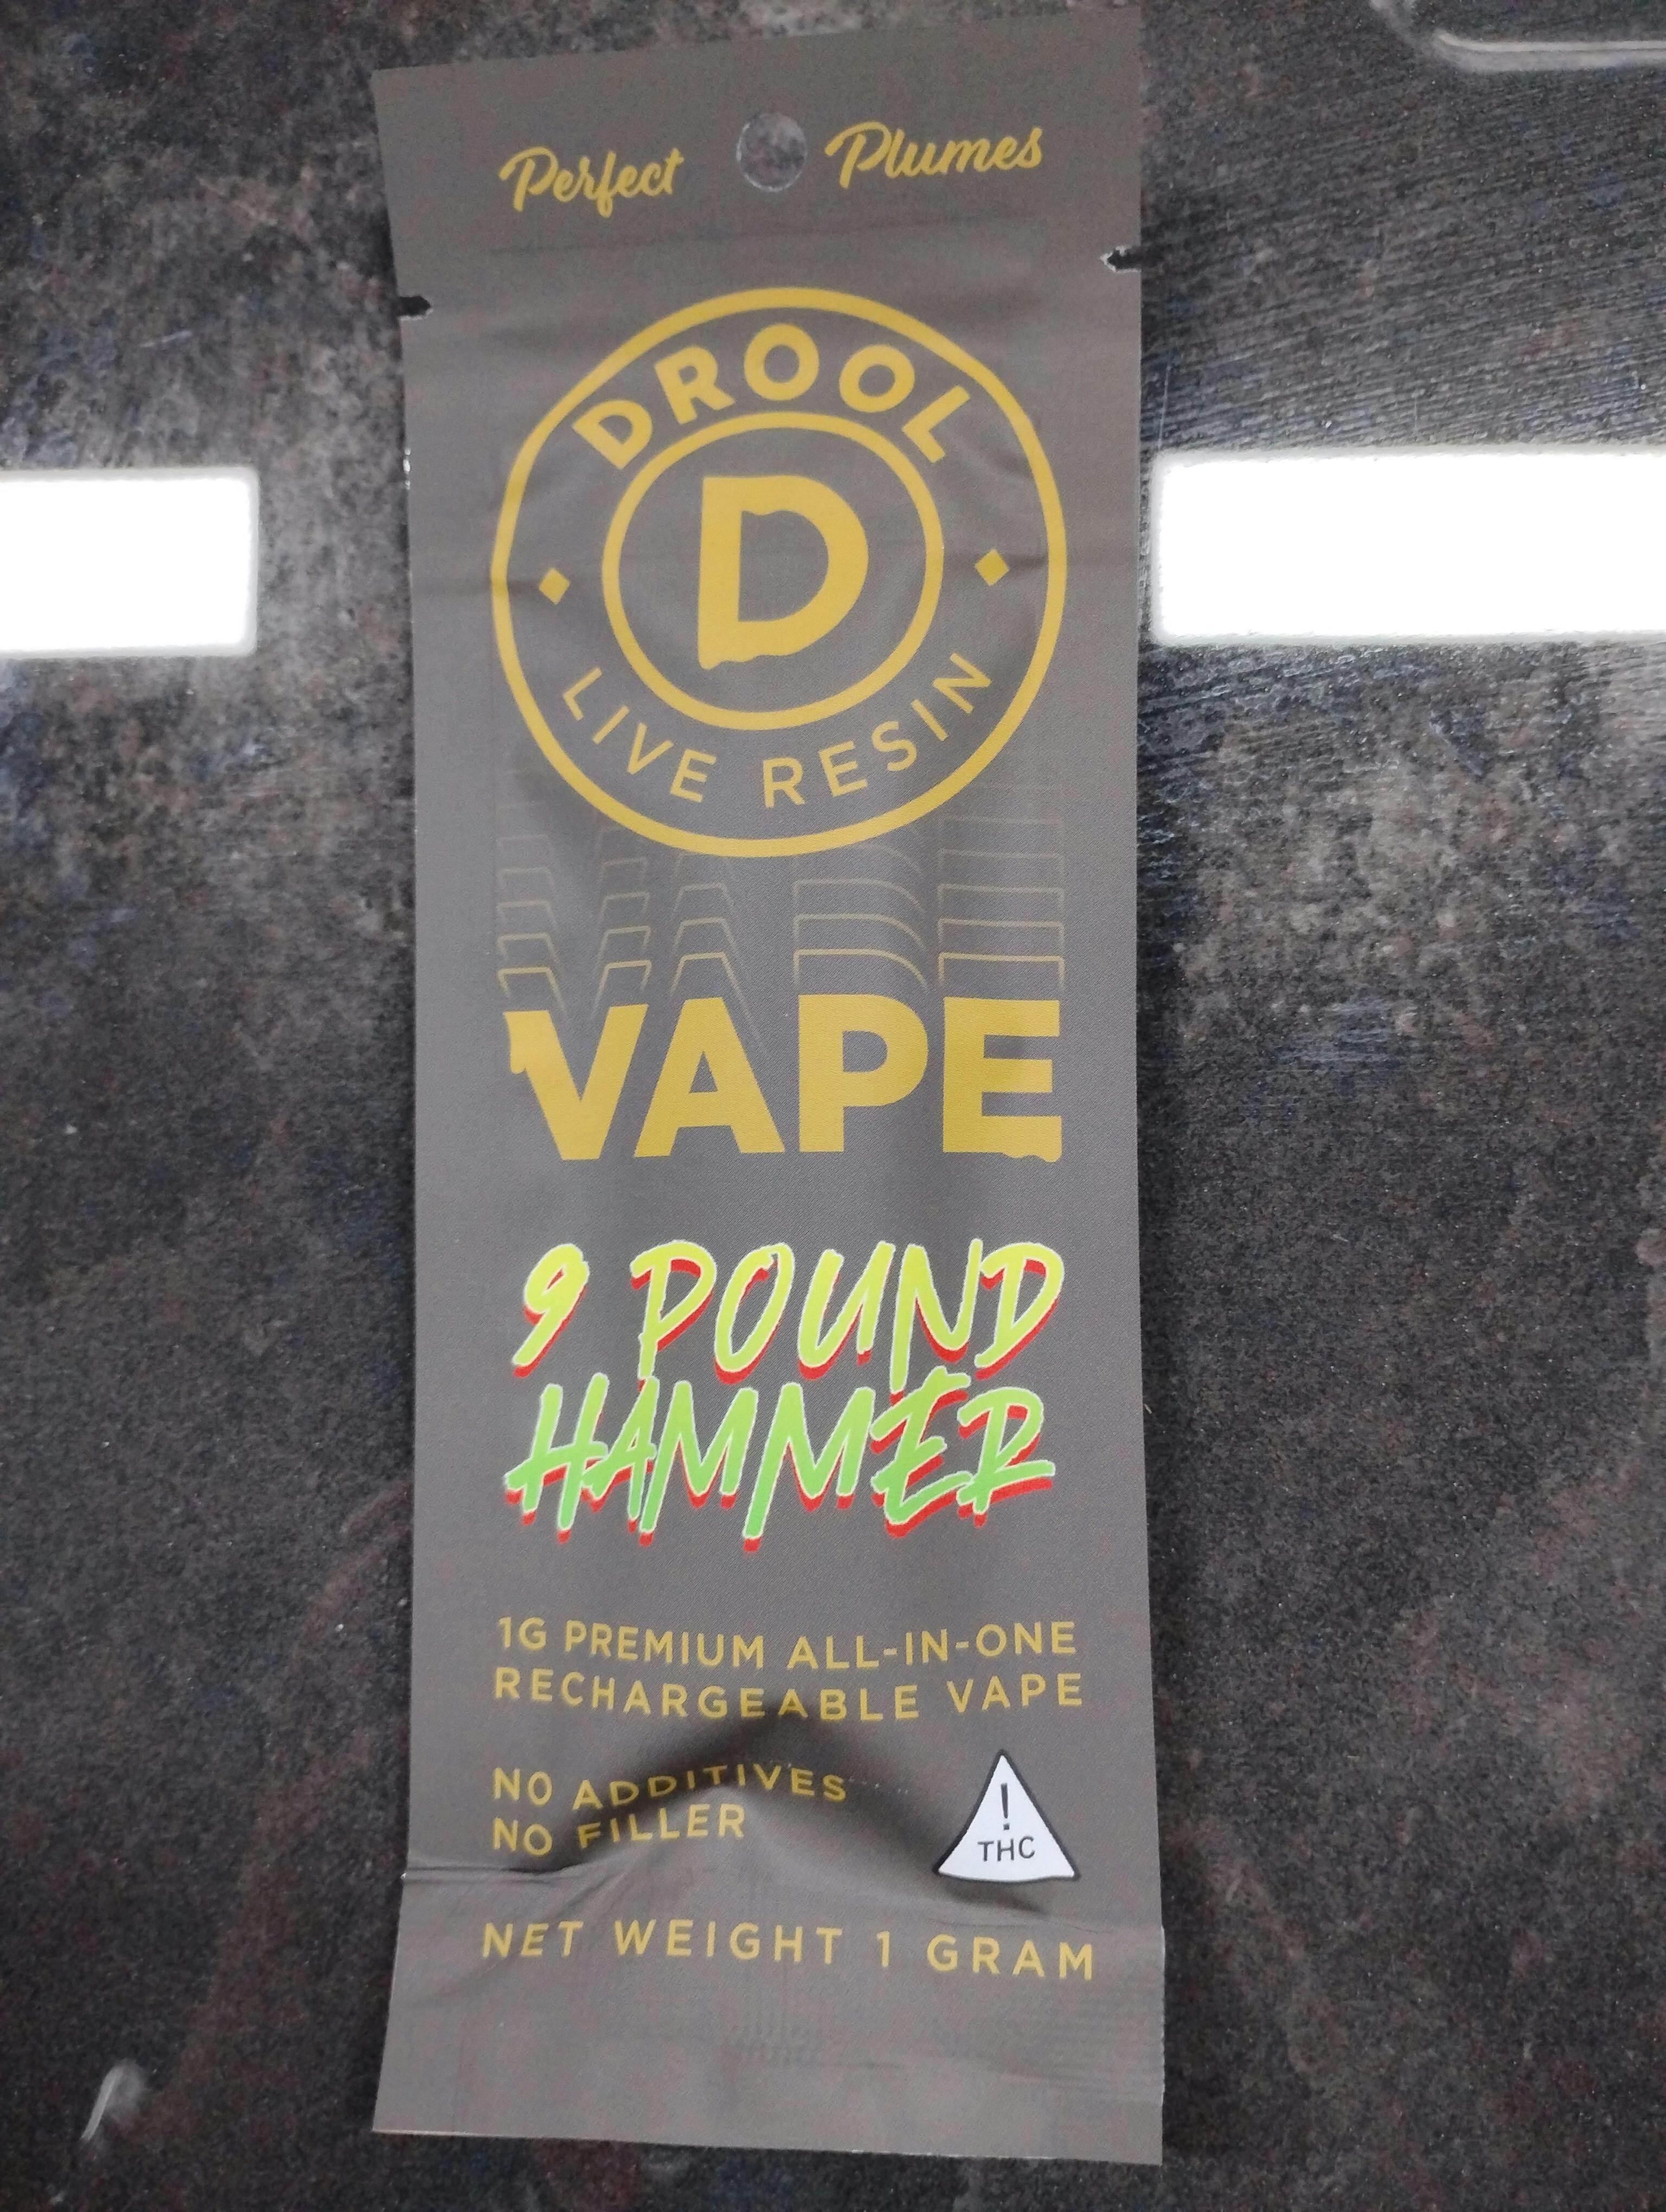 Perfect Plumes
DROOL
D
LIVE RESIN
VAPE
9 POUND
HAMMER
1G PREMIUM ALL-IN-ONE
RECHARGEABLE VAPE
NO ADDITIVES
NO FILLER
!
THC
NET WEIGHT 1 GRAM